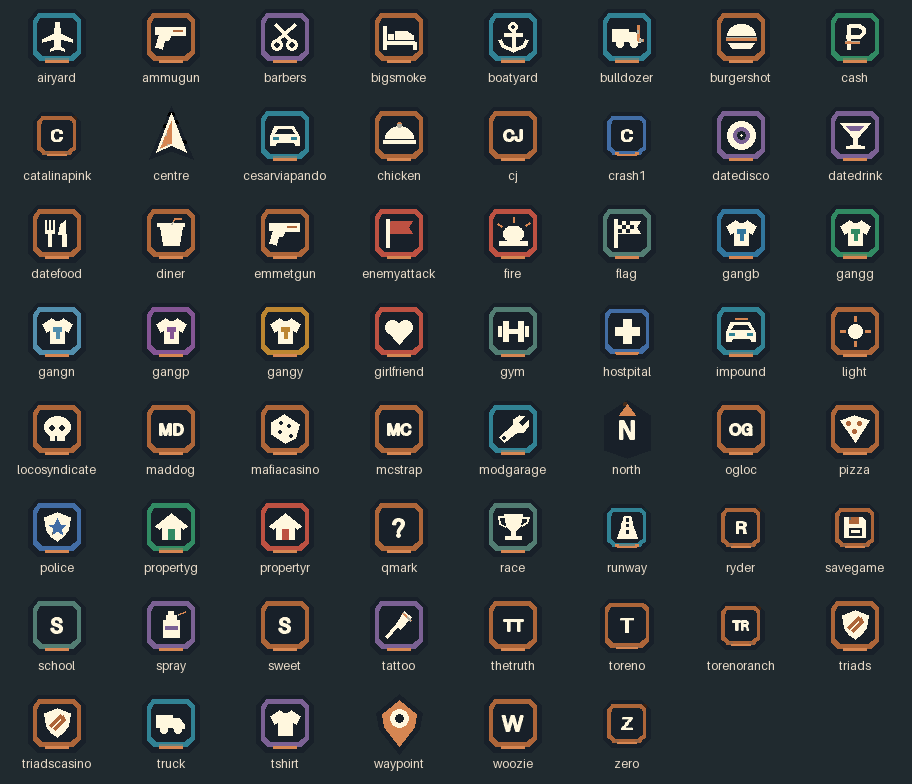 airyard ammugun barbers bigsmoke boatyard bulldozer burgershot cash
C C
CJ
catalinapink centre cesarviapando chicken cj crash1 datedisco datedrink
T T
datefood diner emmetgun enemyattack fire flag gangb gangg
T T T
gangn gangp gangy girlfriend gym hostpital impound light
MD MC N OG
locosyndicate maddog mafiacasino mcstrap modgarage north ogloc pizza
? R
police propertyg propertyr qmark race runway ryder savegame
S S TT T TR
school spray sweet tattoo thetruth toreno torenoranch triads
W Z
triadscasino truck tshirt waypoint woozie zero